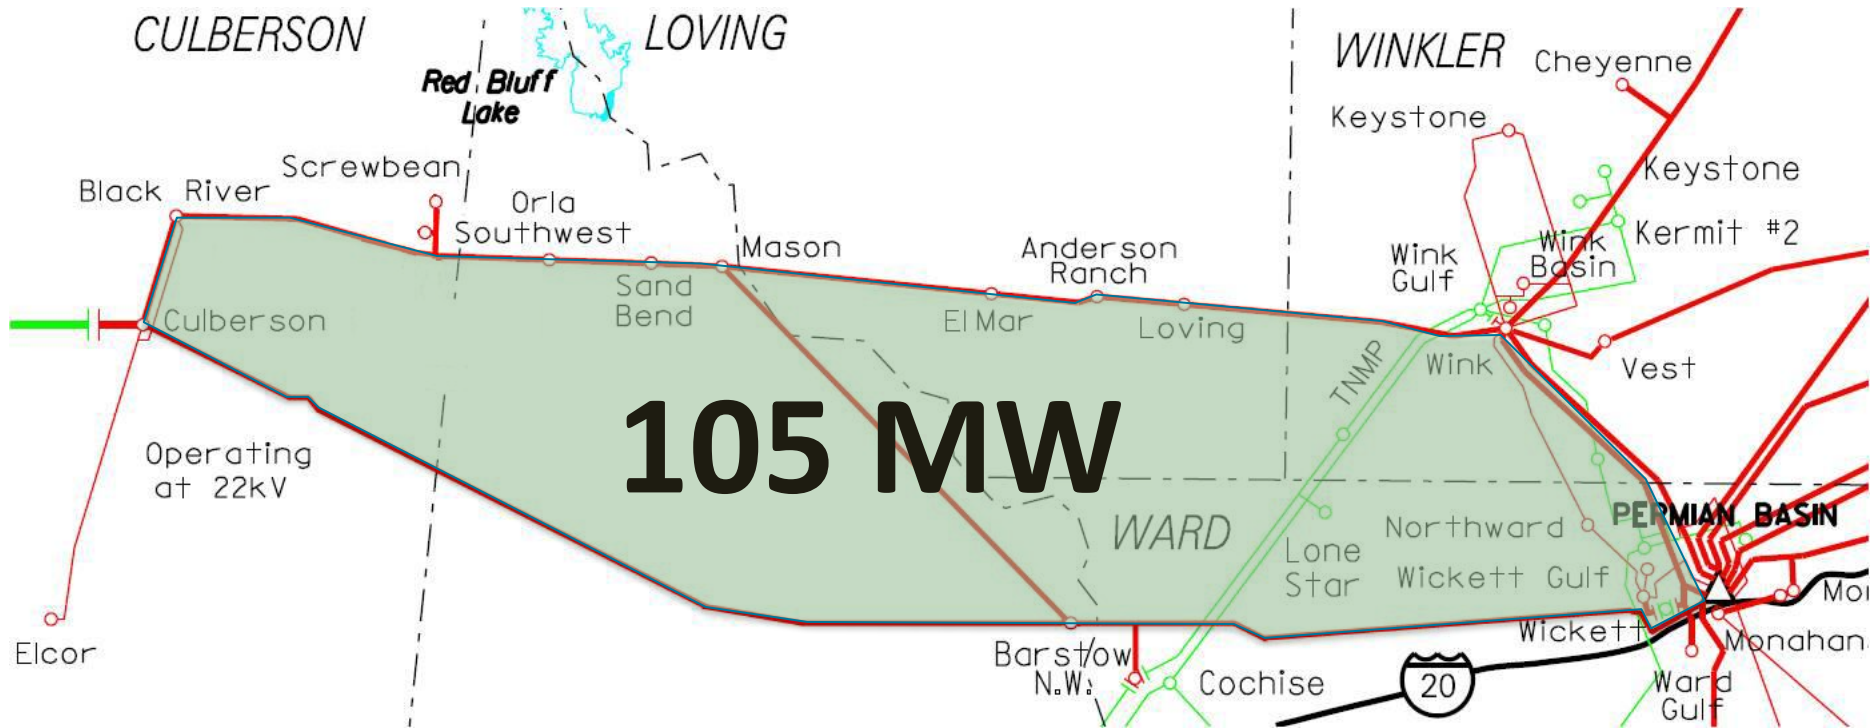 CULBERSON
LOVING
WINKLER
Cheyenne
Red Bluff
Lake
Keystone
Screwbean
Keystone
Black River
Orla
Southwest
Mason
Anderson
Ranch
Wink
Gulf
Wink
Basin
Kermit #2
Sand
Bend
El Mar
Loving
Culberson
TNMP
Wink
Vest
105 MW
Operating
at 22kV
WARD
Northward
PERMIAN BASIN
Lone
Star
Wickett Gulf
Mo
Elcor
Barstow
N.W.
Cochise
20
Wickett
Monahan
Ward
Gulf